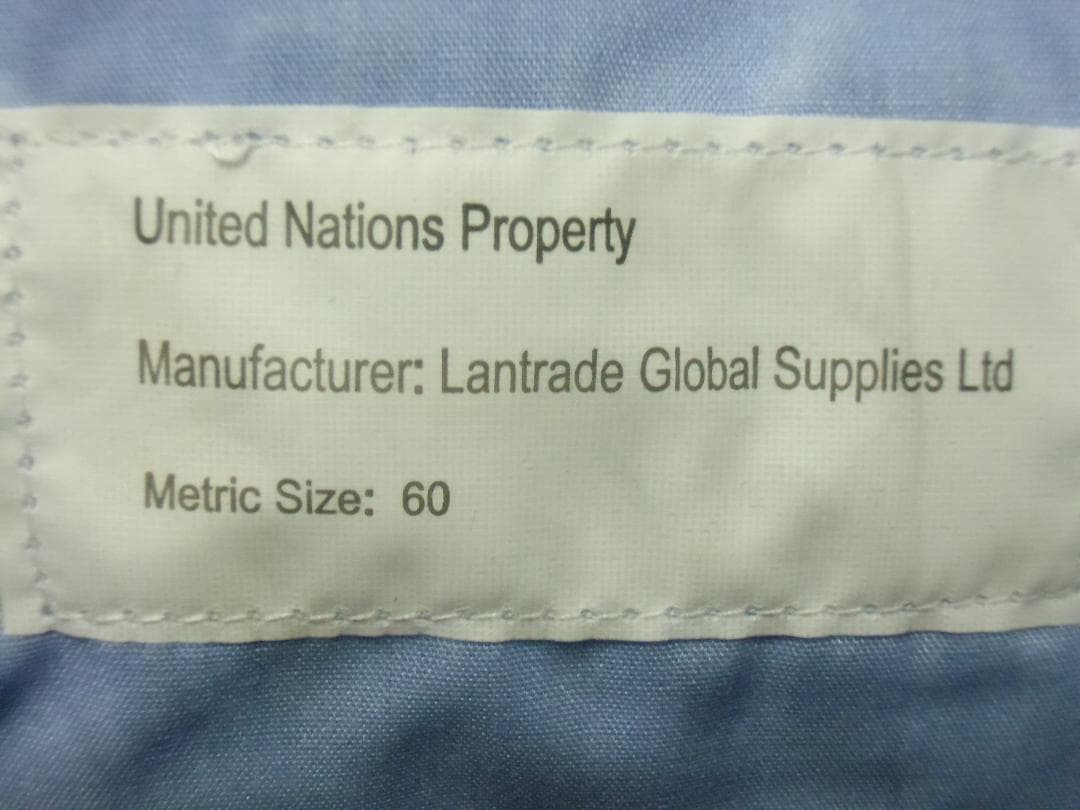 United Nations Property
Manufacturer: Lantrade Global Supplies Ltd
Metric Size: 60